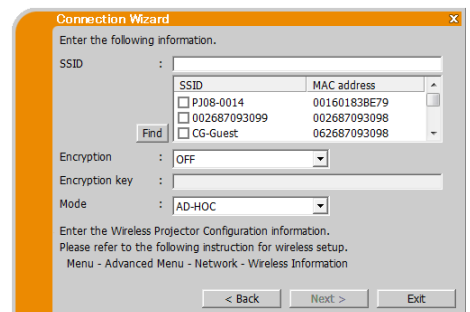 Connection Wizard x
Enter the following information.
SSID :
SSID MAC address
PJ08-0014 00160183BE79
002687093099 002687093098
Find CG-Guest 062687093098
Encryption : OFF
Encryption key :
Mode : AD-HOC
Enter the Wireless Projector Configuration information.
Please refer to the following instruction for wireless setup.
Menu - Advanced Menu - Network - Wireless Information
< Back Next > Exit